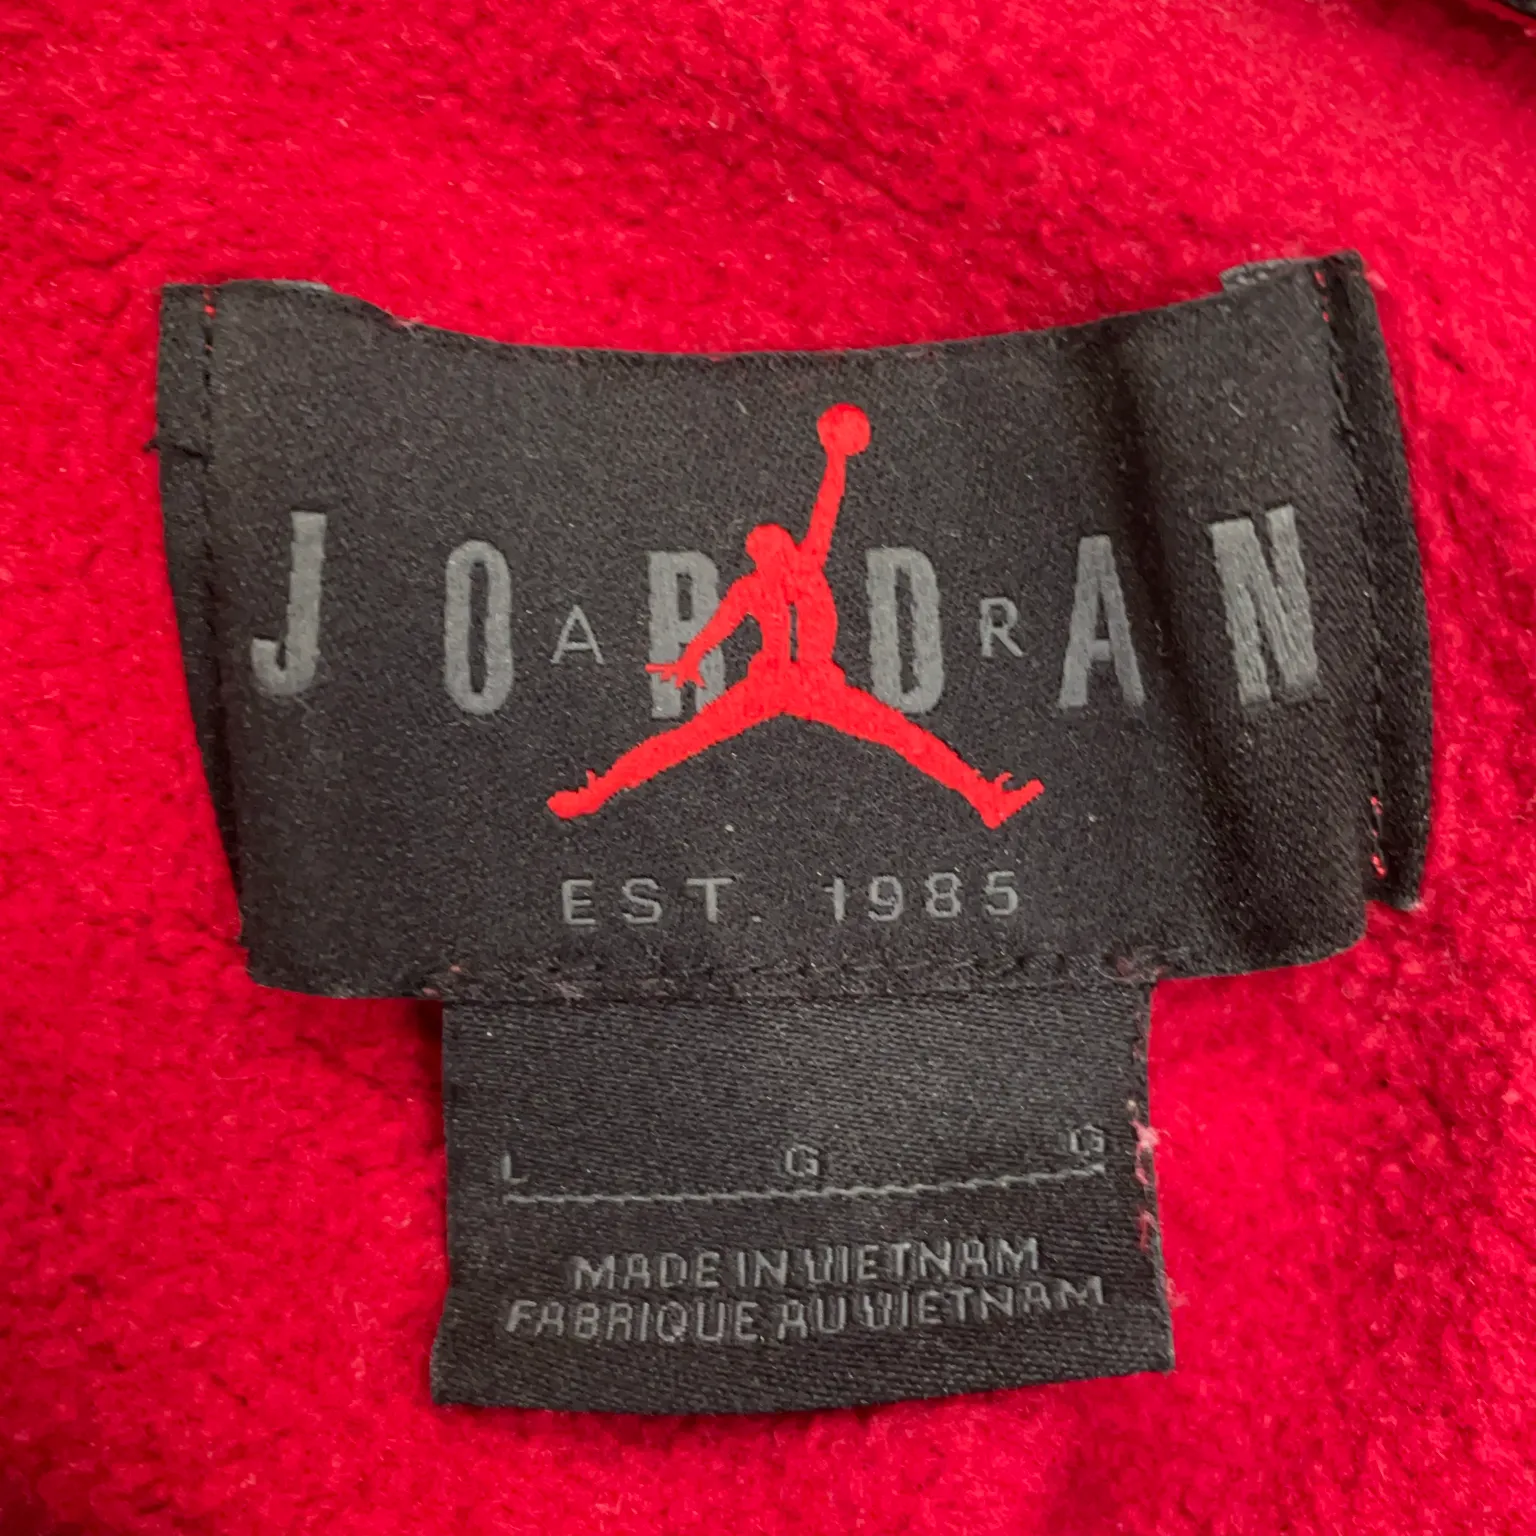 JORDAN
AIR
EST. 1985
L G G
MADE IN VIETNAM
FABRIQUE AU VIETNAM